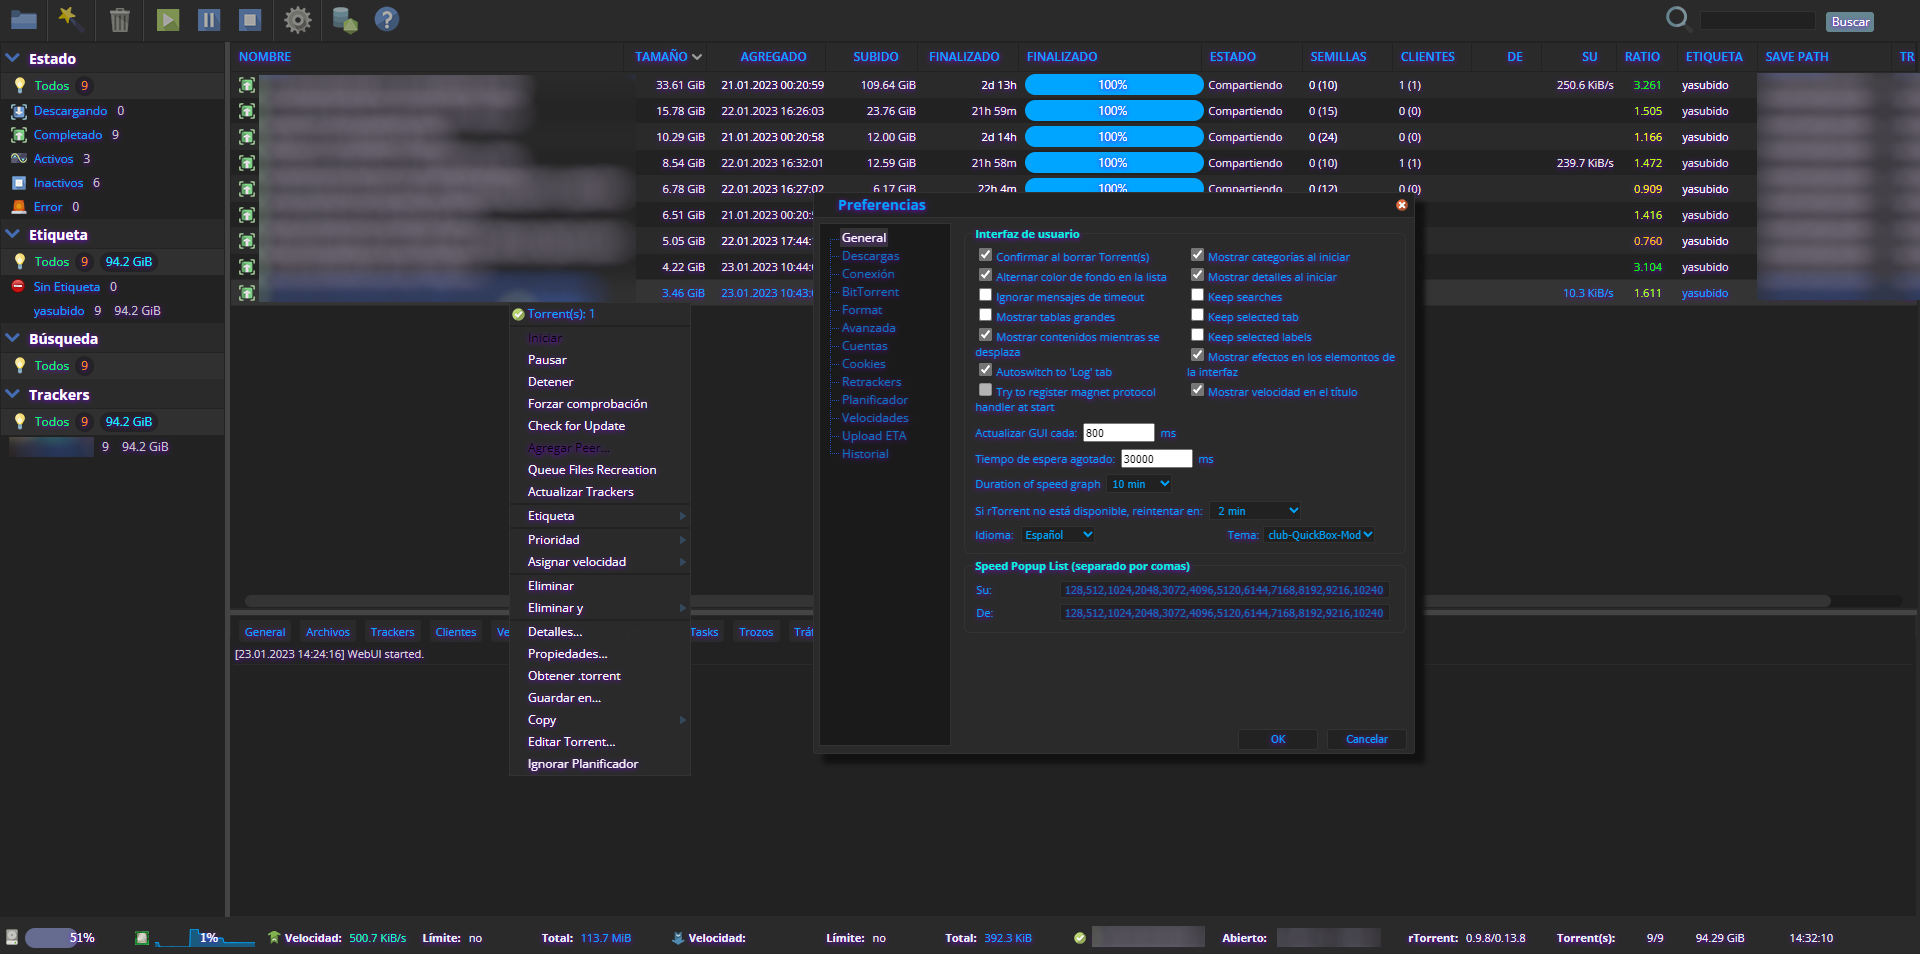 Buscar
Estado
Todos 9
Descargando 0
Completado 9
Activos 3
Inactivos 6
Error 0
Etiqueta
Todos 9 94.2 GiB
Sin Etiqueta 0
yasubido 9 94.2 GiB
Búsqueda
Todos 9
Trackers
Todos 9 94.2 GiB
9 94.2 GiB
NOMBRE TAMAÑO AGREGADO SUBIDO FINALIZADO FINALIZADO ESTADO SEMILLAS CLIENTES DE SU RATIO ETIQUETA SAVE PATH TR
33.61 GiB 21.01.2023 00:20:59 109.64 GiB 2d 13h 100% Compartiendo 0 (10) 1 (1) 250.6 KiB/s 3.261 yasubido
15.78 GiB 22.01.2023 16:26:03 23.76 GiB 21h 59m 100% Compartiendo 0 (15) 0 (0) 1.505 yasubido
10.29 GiB 21.01.2023 00:20:58 12.00 GiB 2d 14h 100% Compartiendo 0 (24) 0 (0) 1.166 yasubido
8.54 GiB 22.01.2023 16:32:01 12.59 GiB 21h 58m 100% Compartiendo 0 (10) 1 (1) 239.7 KiB/s 1.472 yasubido
6.78 GiB 22.01.2023 16:27:02 6.17 GiB 22h 4m 100% Compartiendo 0 (12) 0 (0) 0.909 yasubido
6.51 GiB 21.01.2023 00:20: 1.416 yasubido
5.05 GiB 22.01.2023 17:44: 0.760 yasubido
4.22 GiB 23.01.2023 10:44: 3.104 yasubido
3.46 GiB 23.01.2023 10:43: 10.3 KiB/s 1.611 yasubido
Torrent(s): 1
Iniciar
Pausar
Detener
Forzar comprobación
Check for Update
Agregar Peer...
Queue Files Recreation
Actualizar Trackers
Etiqueta
Prioridad
Asignar velocidad
Eliminar
Eliminar y
Detalles...
Propiedades...
Obtener .torrent
Guardar en...
Copy
Editar Torrent...
Ignorar Planificador
Preferencias
General
Descargas
Conexión
BitTorrent
Format
Avanzada
Cuentas
Cookies
Retrackers
Planificador
Velocidades
Upload ETA
Historial
Interfaz de usuario
Confirmar al borrar Torrent(s)
Alternar color de fondo en la lista
Ignorar mensajes de timeout
Mostrar tablas grandes
Mostrar contenidos mientras se
desplaza
Autoswitch to 'Log' tab
Try to register magnet protocol
handler at start
Mostrar categorías al iniciar
Mostrar detalles al iniciar
Keep searches
Keep selected tab
Keep selected labels
Mostrar efectos en los elemontos de
la interfaz
Mostrar velocidad en el título
Actualizar GUI cada: 800 ms
Tiempo de espera agotado: 30000 ms
Duration of speed graph 10 min
Si rTorrent no está disponible, reintentar en: 2 min
Idioma: Español Tema: club-QuickBox-Mod
Speed Popup List (separado por comas)
Su: 128,512,1024,2048,3072,4096,5120,6144,7168,8192,9216,10240
De: 128,512,1024,2048,3072,4096,5120,6144,7168,8192,9216,10240
OK Cancelar
General Archivos Trackers Clientes Ve Tasks Trozos Trá
[23.01.2023 14:24:16] WebUI started.
51% 1% Velocidad: 500.7 KiB/s Límite: no Total: 113.7 MiB Velocidad: Límite: no Total: 392.3 KiB Abierto: rTorrent: 0.9.8/0.13.8 Torrent(s): 9/9 94.29 GiB 14:32:10